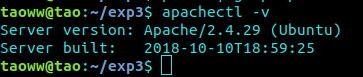 taoww@tao:~/exp3$ apachectl -v
Server version: Apache/2.4.29 (Ubuntu)
Server built:   2018-10-10T18:59:25
taoww@tao:~/exp3$